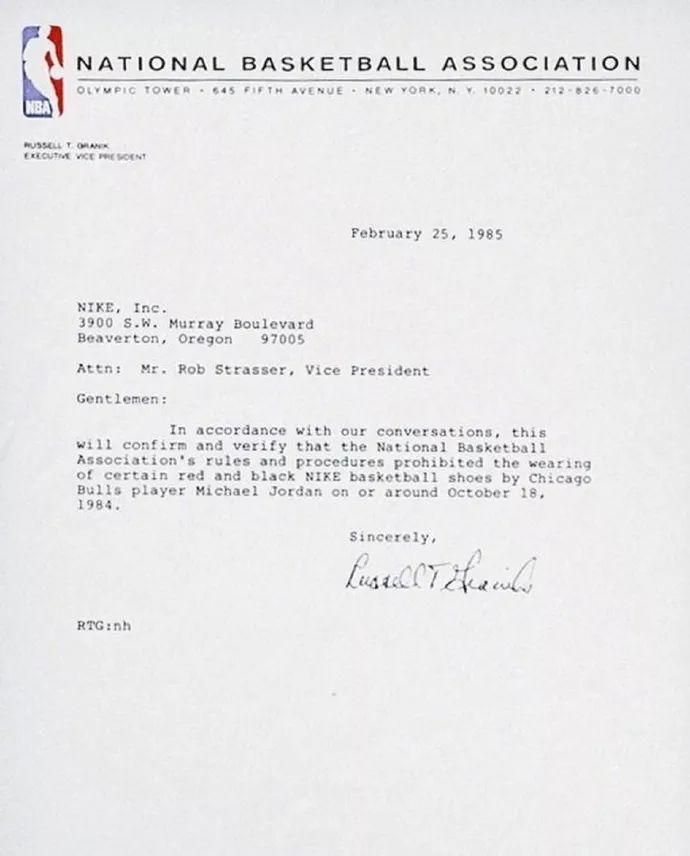 NATIONAL BASKETBALL ASSOCIATION
OLYMPIC TOWER • 645 FIFTH AVENUE • NEW YORK, N. Y. 10022 • 212-826-7000
NBA
RUSSELL T. GRANIK
EXECUTIVE VICE PRESIDENT
February 25, 1985
NIKE, Inc.
3900 S.W. Murray Boulevard
Beaverton, Oregon 97005
Attn: Mr. Rob Strasser, Vice President
Gentlemen:
In accordance with our conversations, this
will confirm and verify that the National Basketball
Association's rules and procedures prohibited the wearing
of certain red and black NIKE basketball shoes by Chicago
Bulls player Michael Jordan on or around October 18,
1984.
Sincerely,
Russell T Granik
RTG:nh